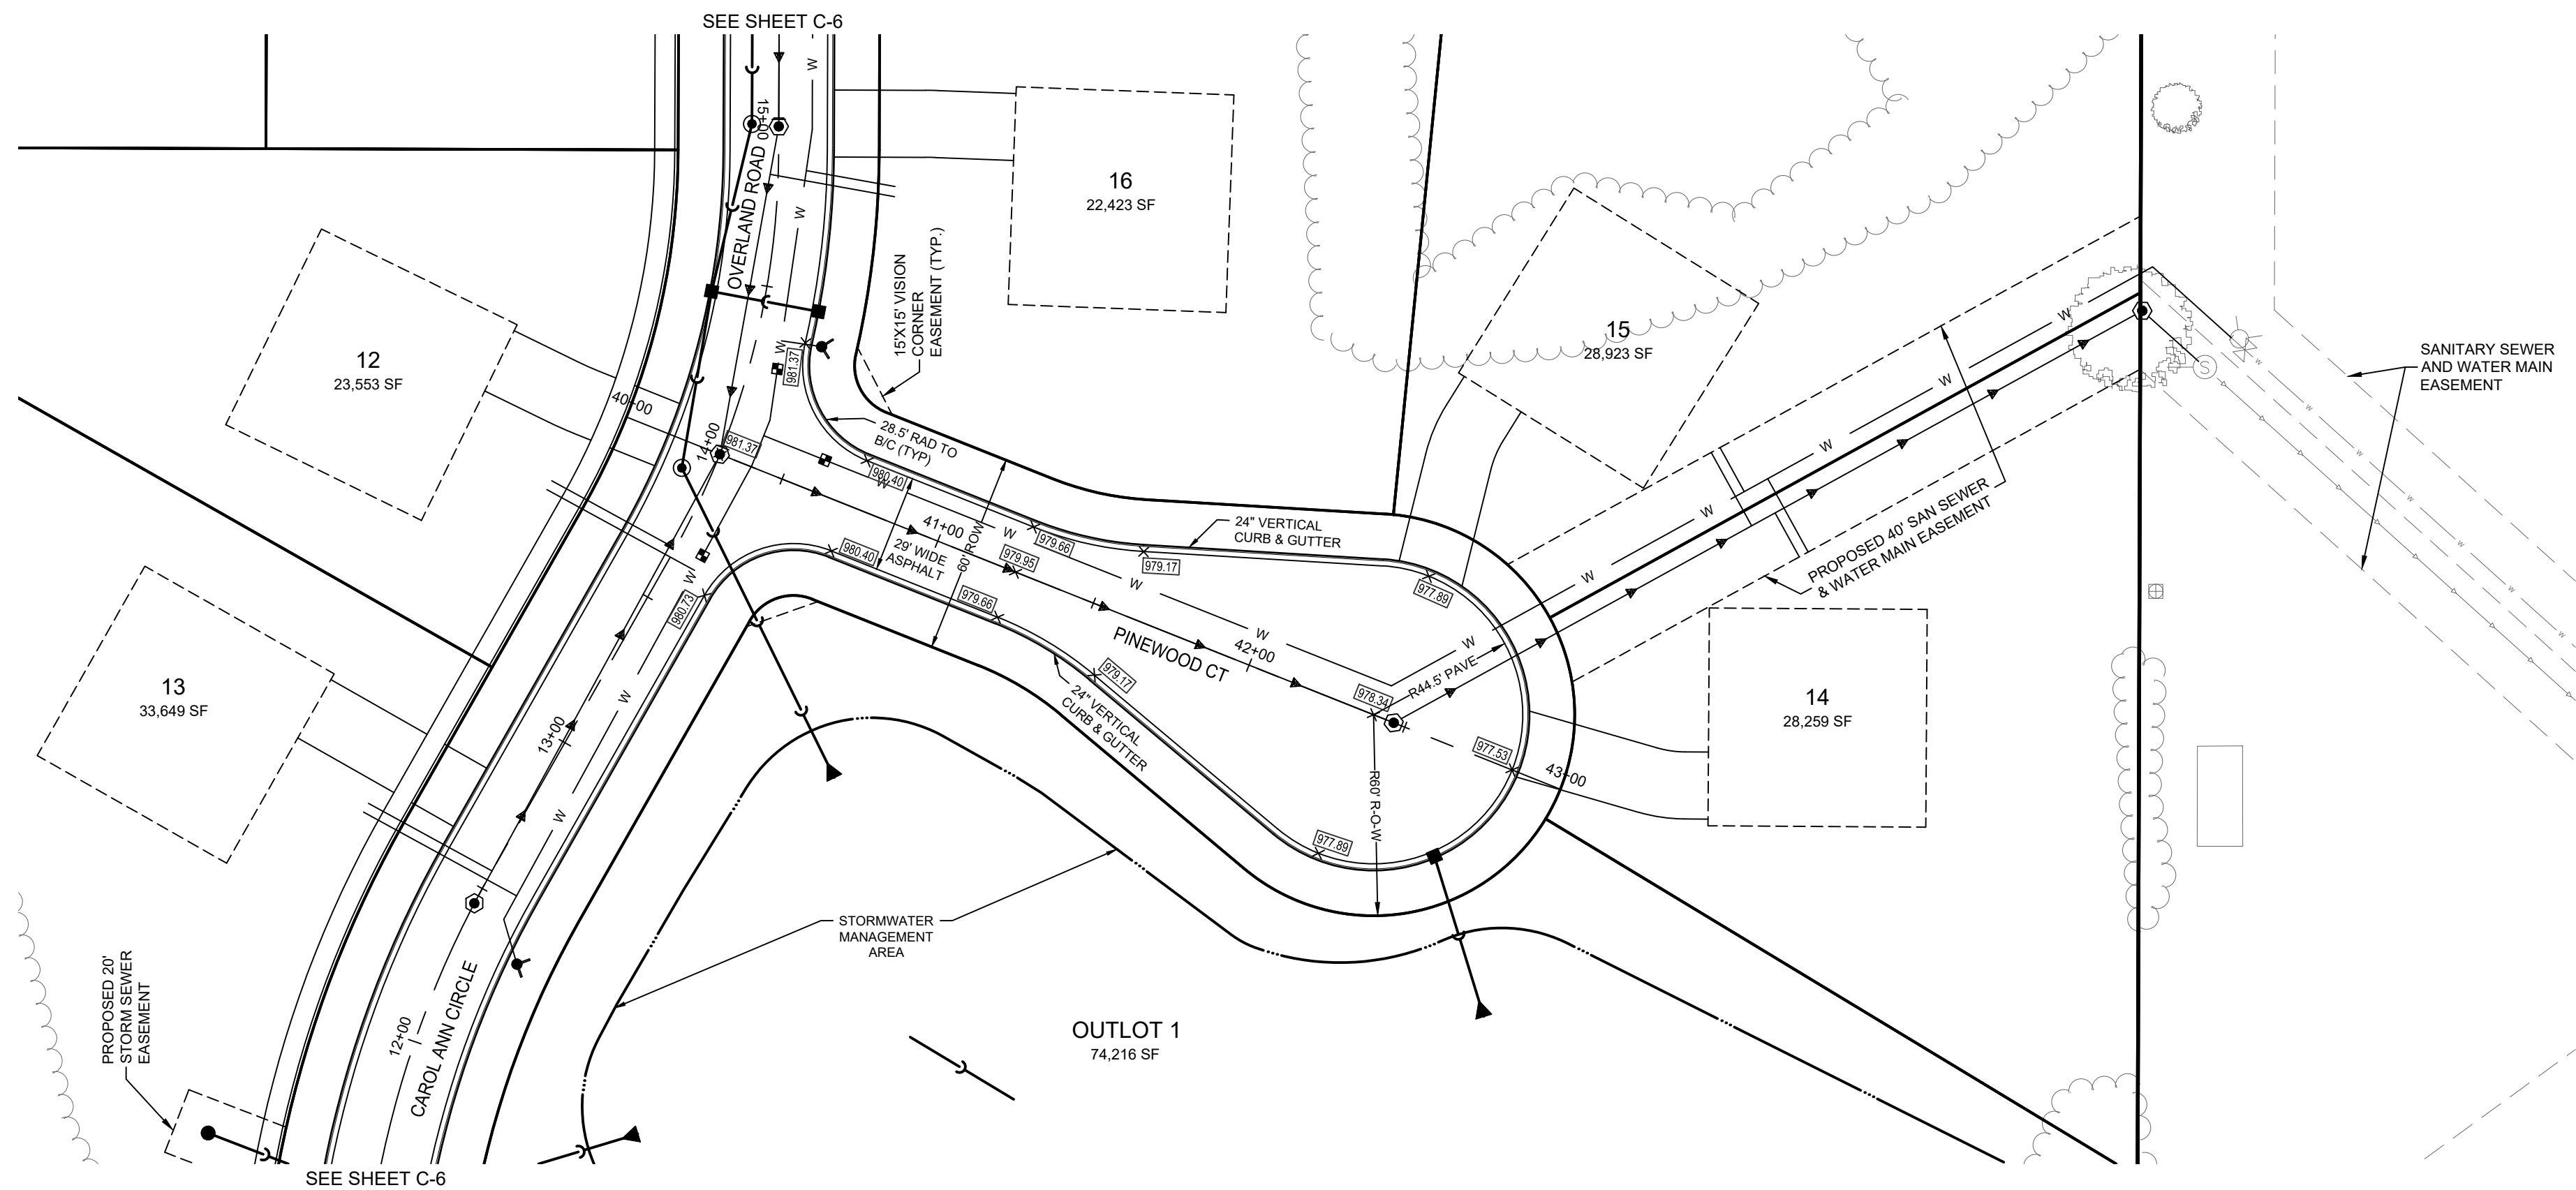 SEE SHEET C-6
15+00
OVERLAND ROAD
W
W
W
16
22,423 SF
15'X15' VISION
CORNER
EASEMENT (TYP.)
12
23,553 SF
15
28,923 SF
SANITARY SEWER
AND WATER MAIN
EASEMENT
S
981.37
40+00
14+00
981.37
28.5' RAD TO
B/C (TYP)
980.40
W
41+00
W
29' WIDE
ASPHALT
60' ROW
979.95
979.66
24" VERTICAL
CURB & GUTTER
979.17
977.89
W
W
W
W
W
W
W
W
W
W
W
W
PROPOSED 40' SAN SEWER
& WATER MAIN EASEMENT
980.40
980.73
W
979.66
W
W
W
W
PINEWOOD CT
42+00
979.17
24" VERTICAL
CURB & GUTTER
R44.5' PAVE
978.34
977.53
43+00
R60' R-O-W
977.89
13
33,649 SF
14
28,259 SF
W
13+00
W
STORMWATER
MANAGEMENT
AREA
PROPOSED 20'
STORM SEWER
EASEMENT
12+00
CAROL ANN CIRCLE
OUTLOT 1
74,216 SF
SEE SHEET C-6